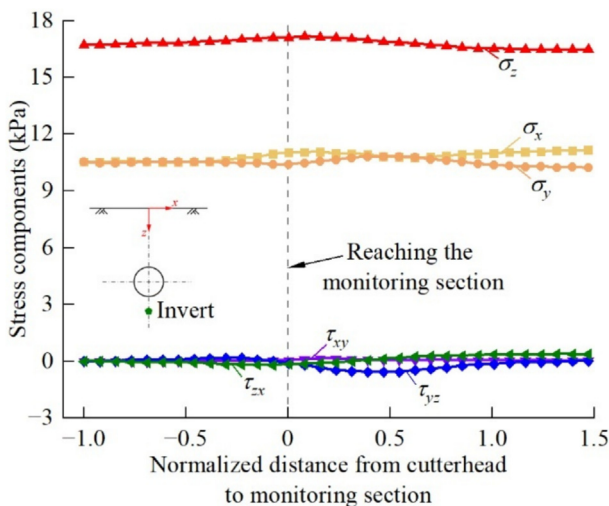 Stress components (kPa)
18
15
12
9
6
3
0
−3
σz
σx
σy
x
z
Invert
Reaching the
monitoring section
τxy
τzx
τyz
−1.0
−0.5
0
0.5
1.0
1.5
Normalized distance from cutterhead
to monitoring section